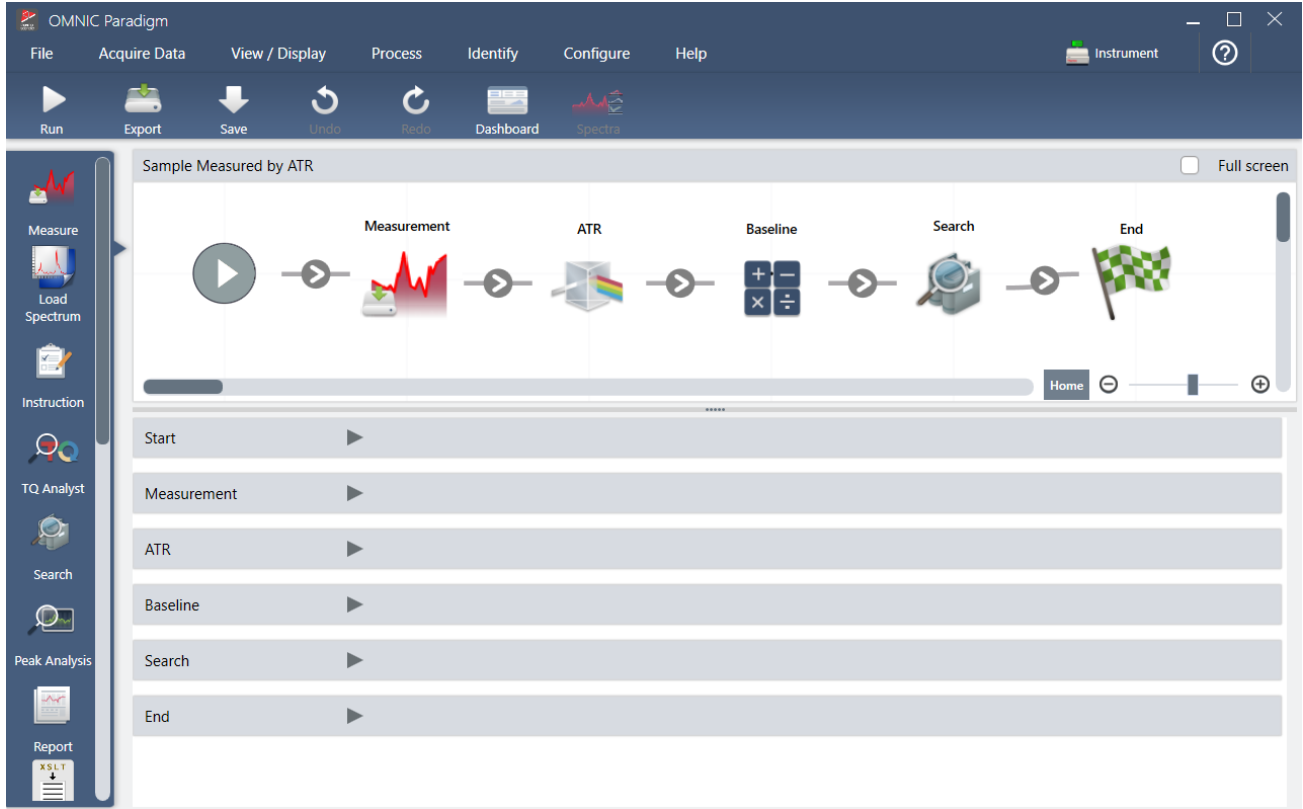 OMNIC Paradigm
File Acquire Data View / Display Process Identify Configure Help Instrument
Run Export Save Undo Redo Dashboard Spectra
Measure
Load
Spectrum
Instruction
TQ Analyst
Search
Peak Analysis
Report
XSLT
Sample Measured by ATR Full screen
Measurement ATR Baseline Search End
Home
Start
Measurement
ATR
Baseline
Search
End